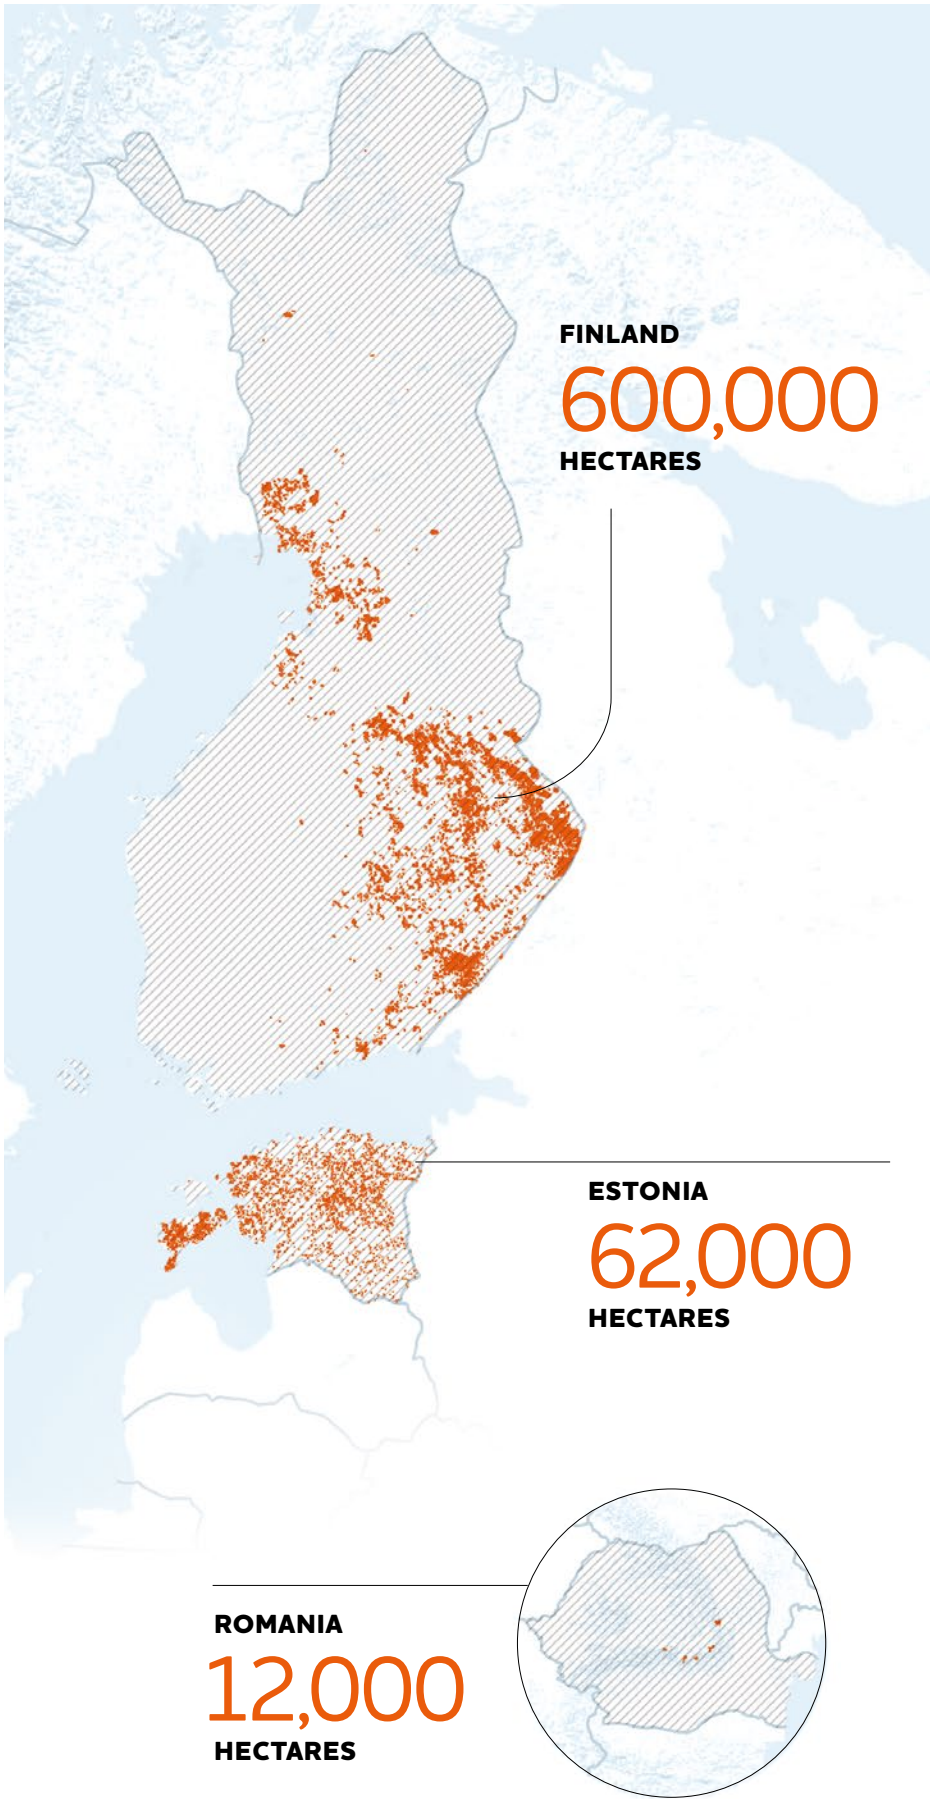 FINLAND
600,000
HECTARES
ESTONIA
62,000
HECTARES
ROMANIA
12,000
HECTARES